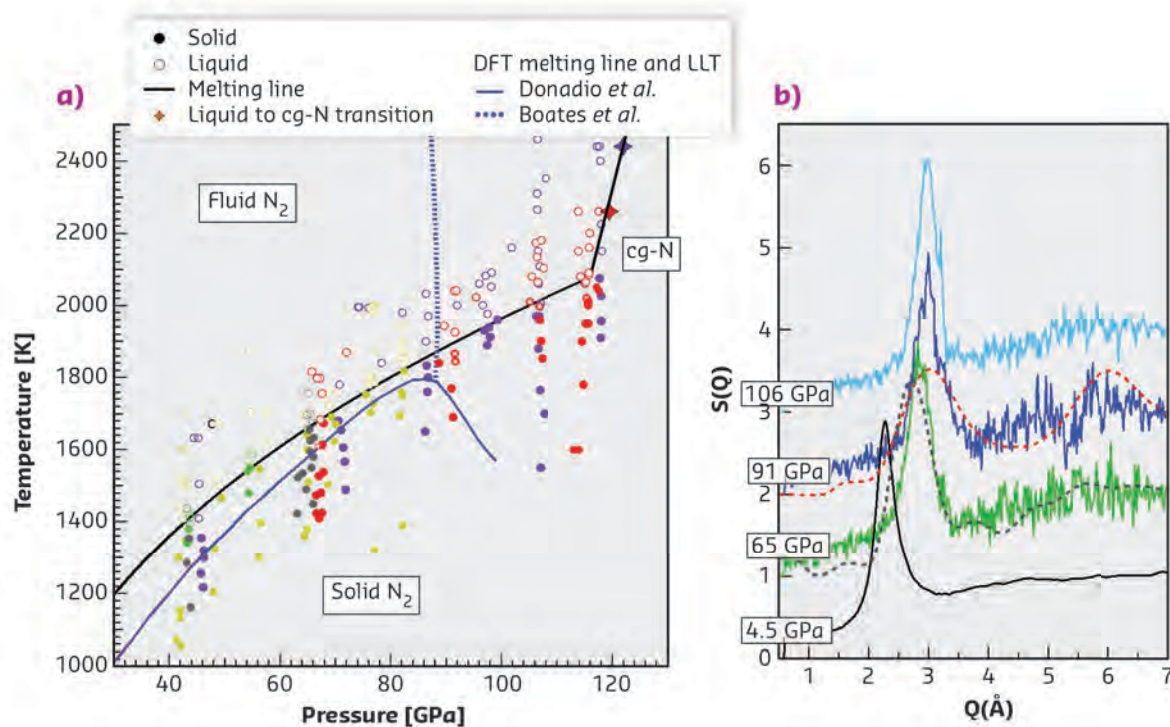 Solid
Liquid
Melting line
Liquid to cg-N transition
DFT melting line and LLT
Donadio et al.
Boates et al.
a)
2400
2200
2000
1800
1600
1400
1200
1000
Temperature [K]
Fluid N2
cg-N
Solid N2
40
60
80
100
120
Pressure [GPa]
b)
6
5
4
3
2
1
0
S(Q)
106 GPa
91 GPa
65 GPa
4.5 GPa
1
2
3
4
5
6
7
Q(Å)